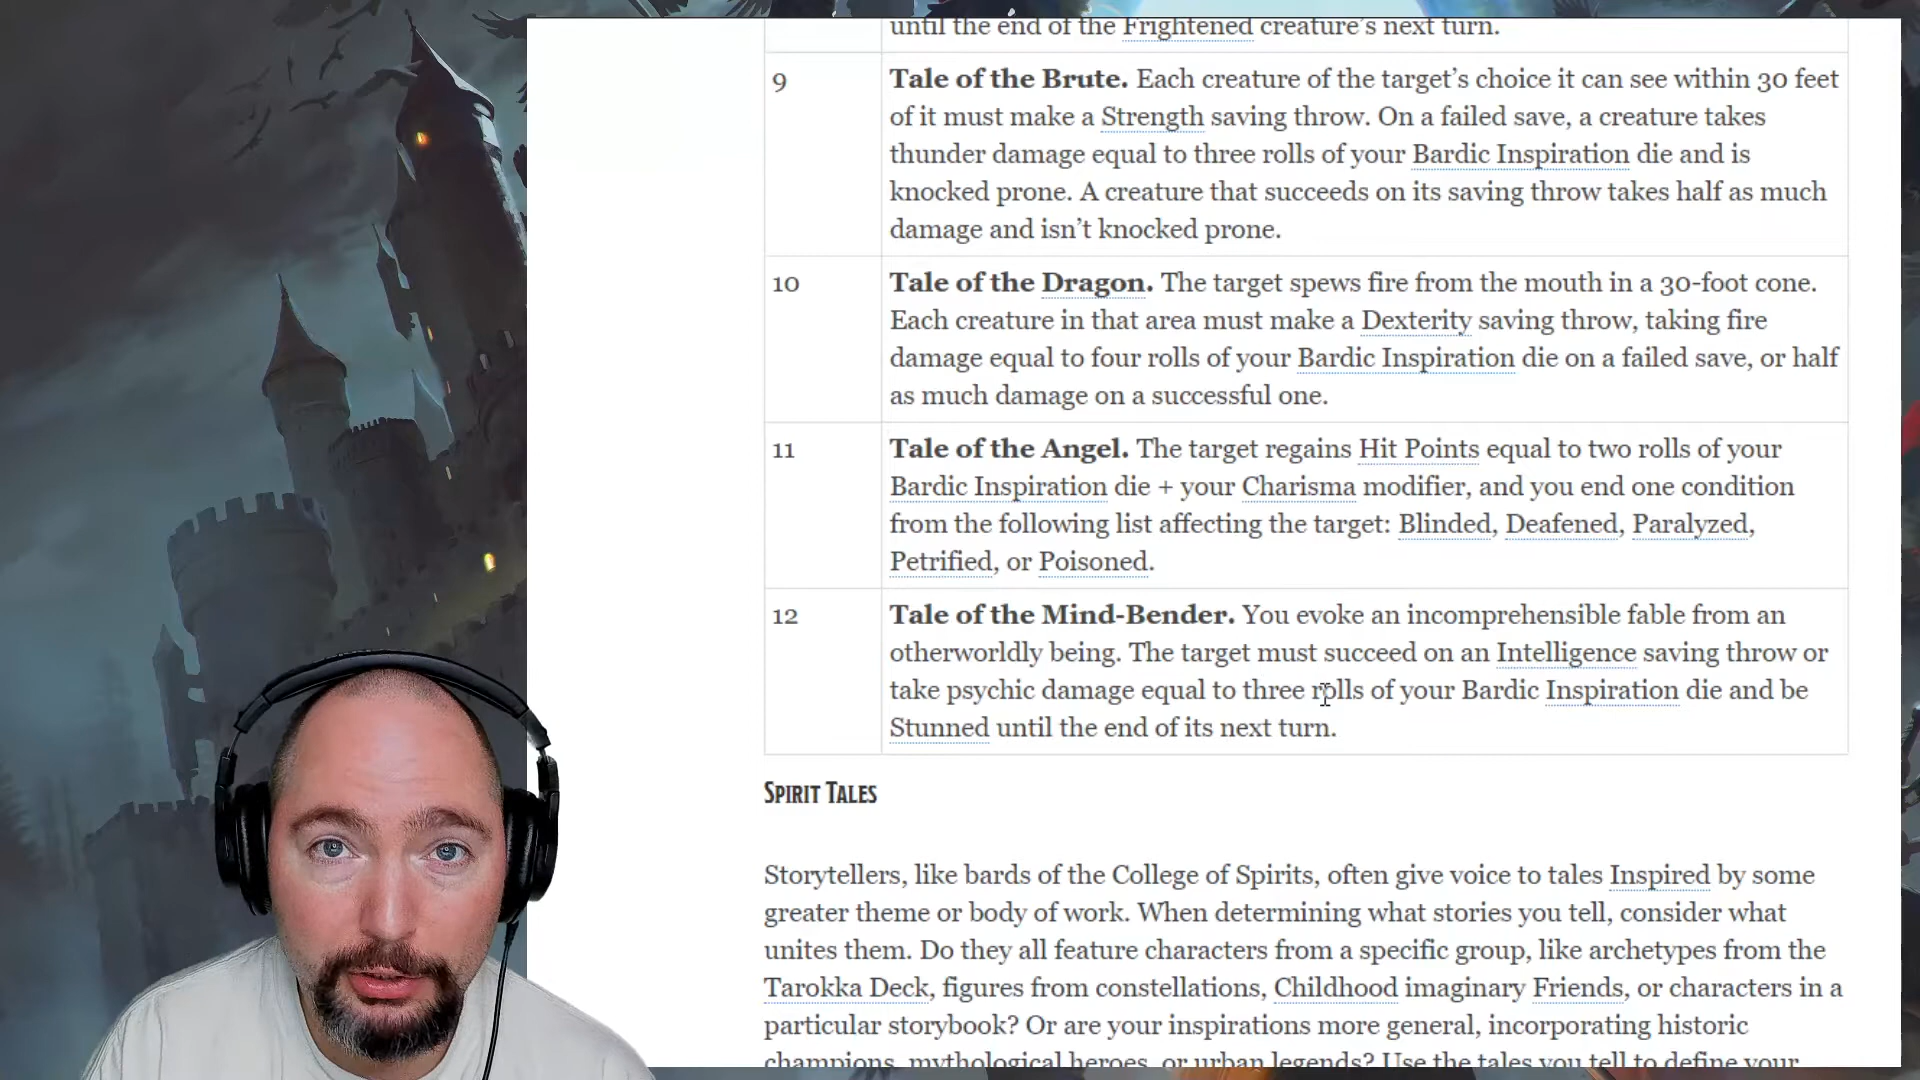 until the end of the Frightened creature's next turn.
9
Tale of the Brute. Each creature of the target's choice it can see within 30 feet
of it must make a Strength saving throw. On a failed save, a creature takes
thunder damage equal to three rolls of your Bardic Inspiration die and is
knocked prone. A creature that succeeds on its saving throw takes half as much
damage and isn't knocked prone.
10
Tale of the Dragon. The target spews fire from the mouth in a 30-foot cone.
Each creature in that area must make a Dexterity saving throw, taking fire
damage equal to four rolls of your Bardic Inspiration die on a failed save, or half
as much damage on a successful one.
11
Tale of the Angel. The target regains Hit Points equal to two rolls of your
Bardic Inspiration die + your Charisma modifier, and you end one condition
from the following list affecting the target: Blinded, Deafened, Paralyzed,
Petrified, or Poisoned.
12
Tale of the Mind-Bender. You evoke an incomprehensible fable from an
otherworldly being. The target must succeed on an Intelligence saving throw or
take psychic damage equal to three rolls of your Bardic Inspiration die and be
Stunned until the end of its next turn.
Spirit Tales
Storytellers, like bards of the College of Spirits, often give voice to tales Inspired by some
greater theme or body of work. When determining what stories you tell, consider what
unites them. Do they all feature characters from a specific group, like archetypes from the
Tarokka Deck, figures from constellations, Childhood imaginary Friends, or characters in a
particular storybook? Or are your inspirations more general, incorporating historic
champions, mythological heroes, or urban legends? Use the tales you tell to define your